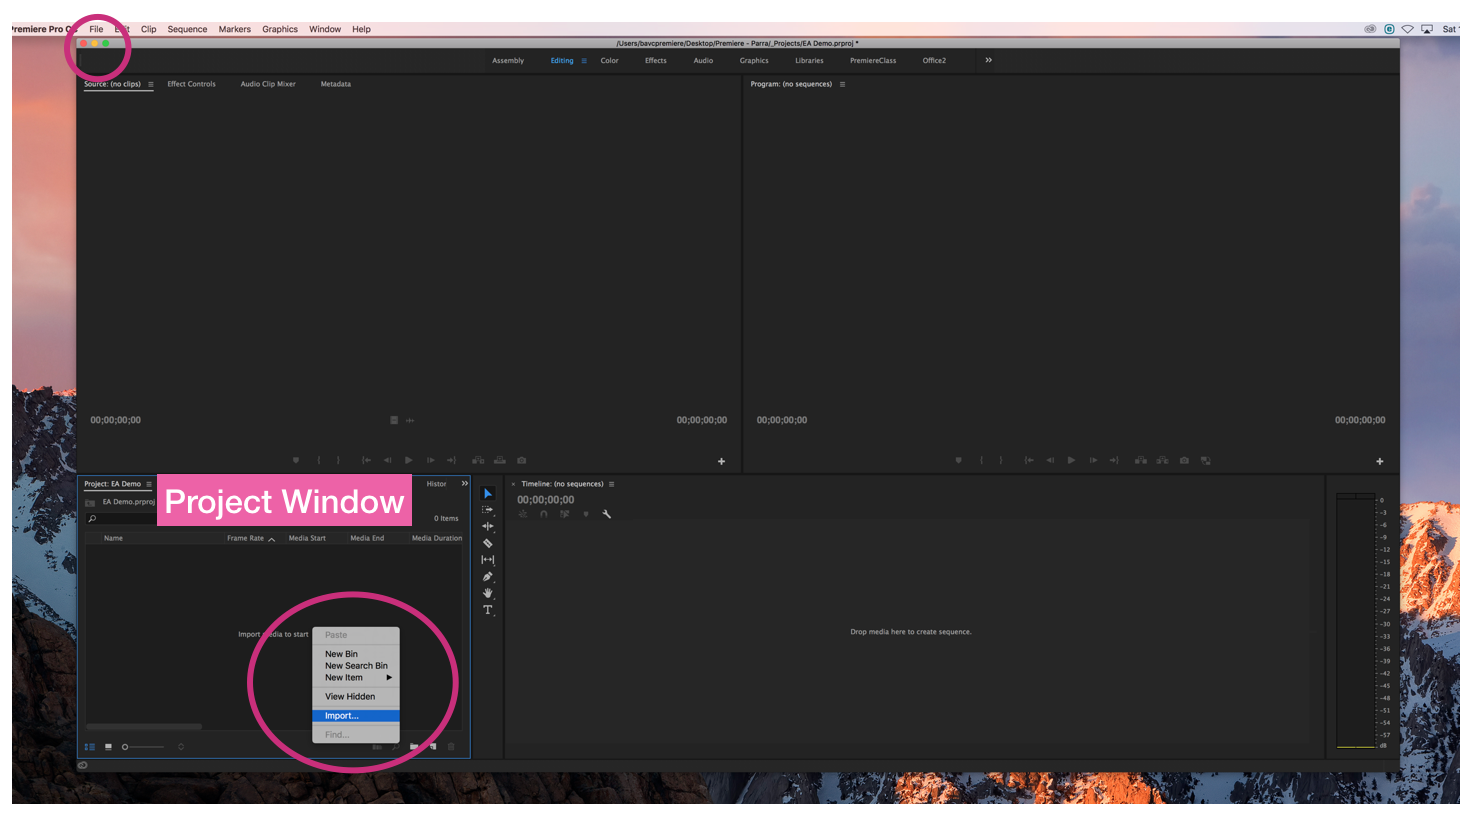 Premiere Pro CC File Edit Clip Sequence Markers Graphics Window Help Sat
/Users/bavcpremiere/Desktop/Premiere - Parra/_Projects/EA Demo.prproj *
Assembly Editing Color Effects Audio Graphics Libraries PremiereClass Office2 >>
Source: (no clips) Effect Controls Audio Clip Mixer Metadata
Program: (no sequences)
00;00;00;00 00;00;00;00
00;00;00;00 00;00;00;00
Project: EA Demo Histor >>
Project Window
EA Demo.prproj
0 Items
Name Frame Rate Media Start Media End Media Duration
Import media to start
Paste
New Bin
New Search Bin
New Item
View Hidden
Import...
Find...
× Timeline: (no sequences)
00;00;00;00
Drop media here to create sequence.
0
-3
-6
-9
-12
-15
-18
-21
-24
-27
-30
-33
-36
-39
-42
-45
-48
-51
-54
-57
dB